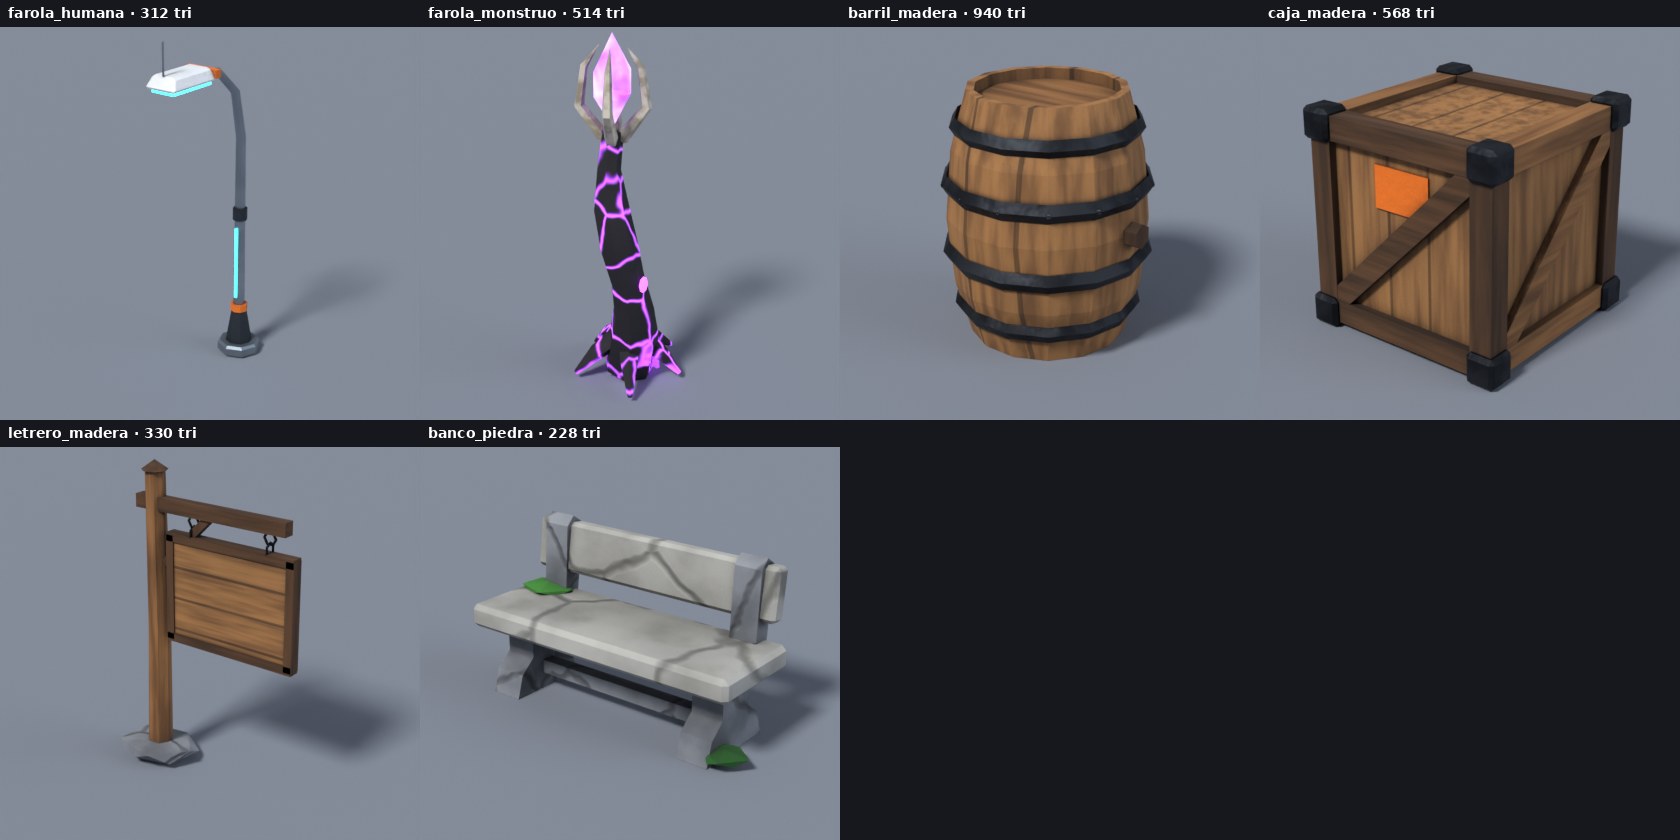 farola_humana · 312 tri
farola_monstruo · 514 tri
barril_madera · 940 tri
caja_madera · 568 tri
letrero_madera · 330 tri
banco_piedra · 228 tri